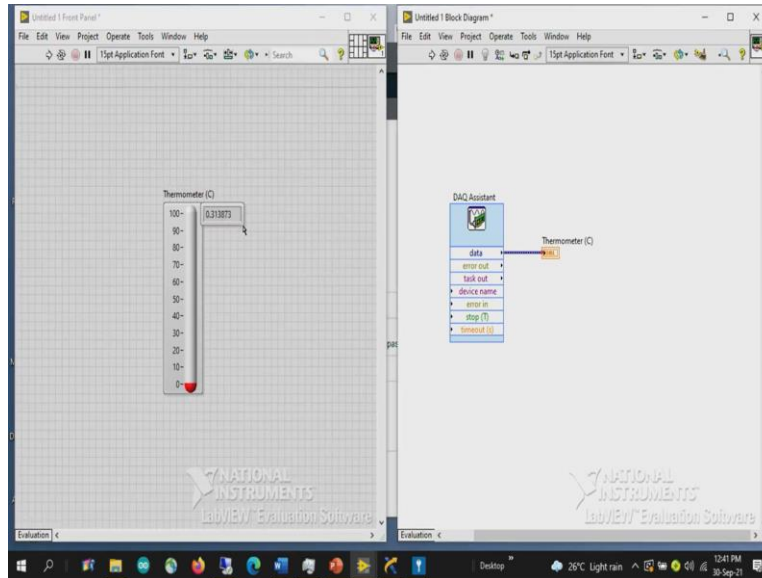 Untitled 1 Front Panel *
File Edit View Project Operate Tools Window Help
15pt Application Font
Search
Thermometer (C)
0.313873
100-
90-
80-
70-
60-
50-
40-
30-
20-
10-
0-
NATIONAL
INSTRUMENTS
LabVIEW™ Evaluation Software
Evaluation
Untitled 1 Block Diagram *
File Edit View Project Operate Tools Window Help
15pt Application Font
DAQ Assistant
data
error out
task out
device name
error in
stop (T)
timeout (s)
Thermometer (C)
NATIONAL
INSTRUMENTS
LabVIEW™ Evaluation Software
Evaluation
Desktop
26°C Light rain
12:41 PM
30-Sep-21